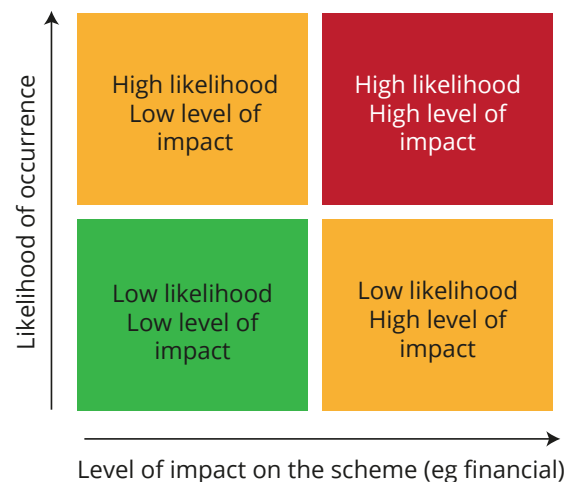 Likelihood of occurrence
High likelihood
Low level of
impact
High likelihood
High level of
impact
Low likelihood
Low level of
impact
Low likelihood
High level of
impact
Level of impact on the scheme (eg financial)